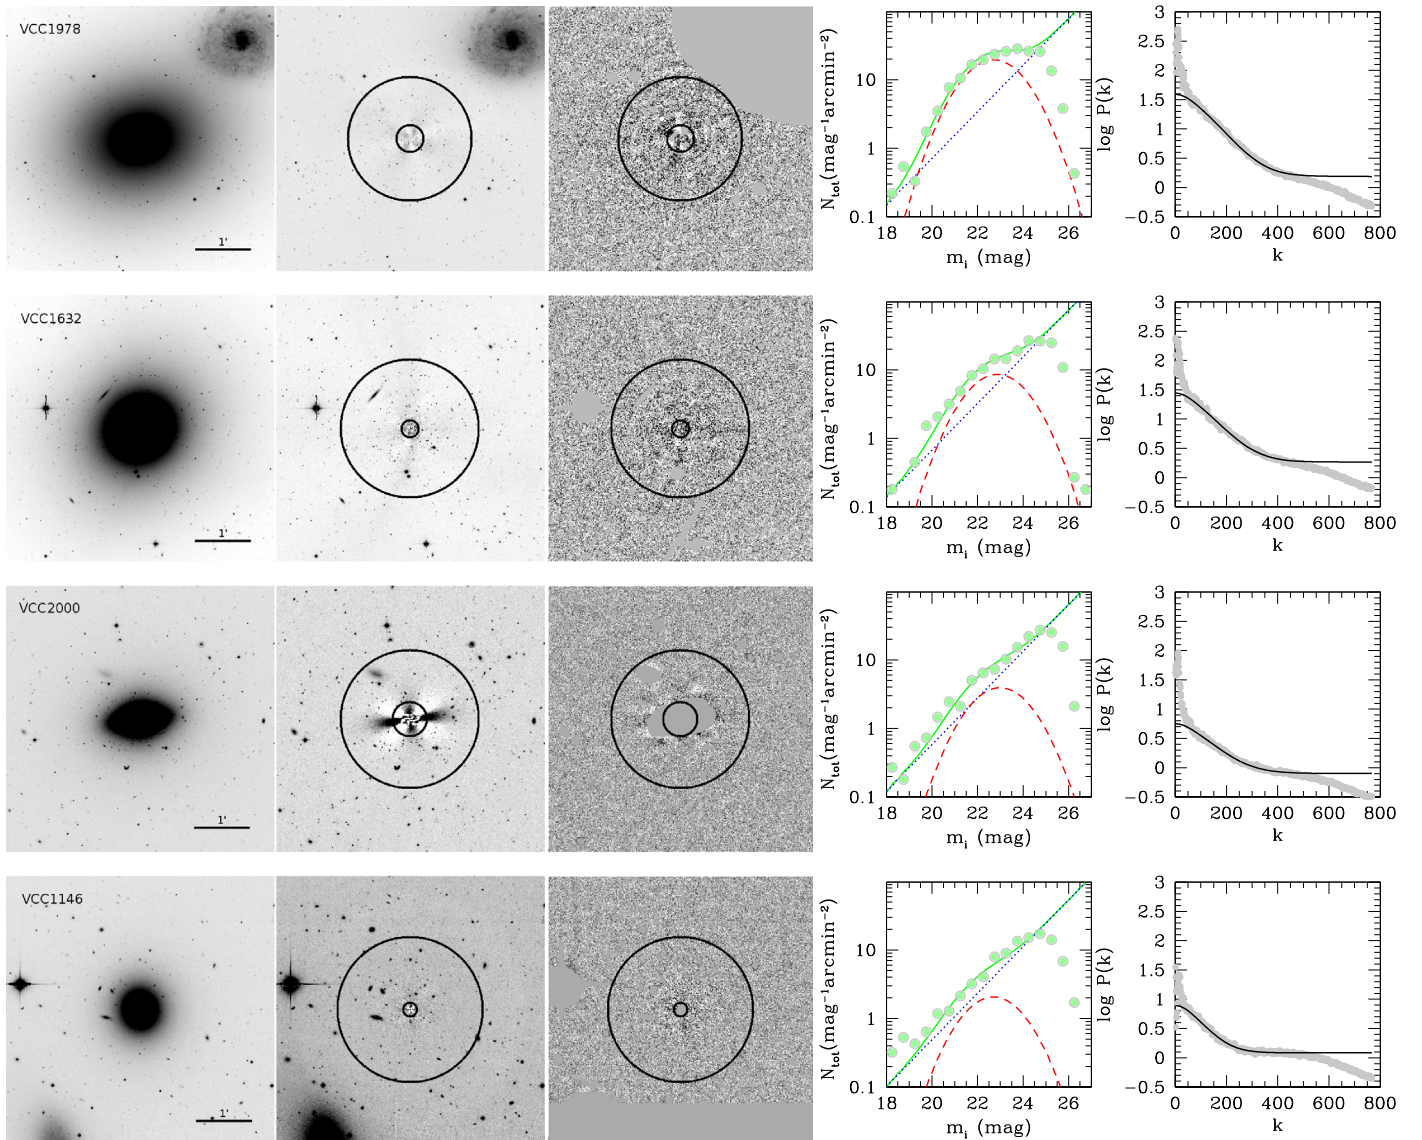 VCC1978
1'
N_tot(mag⁻¹arcmin⁻²)
10
1
0.1
18 20 22 24 26
m_i (mag)
log P(k)
3
2.5
2
1.5
1
0.5
0
−0.5
0 200 400 600 800
k
VCC1632
1'
N_tot(mag⁻¹arcmin⁻²)
10
1
0.1
18 20 22 24 26
m_i (mag)
log P(k)
3
2.5
2
1.5
1
0.5
0
−0.5
0 200 400 600 800
k
VCC2000
1'
N_tot(mag⁻¹arcmin⁻²)
10
1
0.1
18 20 22 24 26
m_i (mag)
log P(k)
3
2.5
2
1.5
1
0.5
0
−0.5
0 200 400 600 800
k
VCC1146
1'
N_tot(mag⁻¹arcmin⁻²)
10
1
0.1
18 20 22 24 26
m_i (mag)
log P(k)
3
2.5
2
1.5
1
0.5
0
−0.5
0 200 400 600 800
k